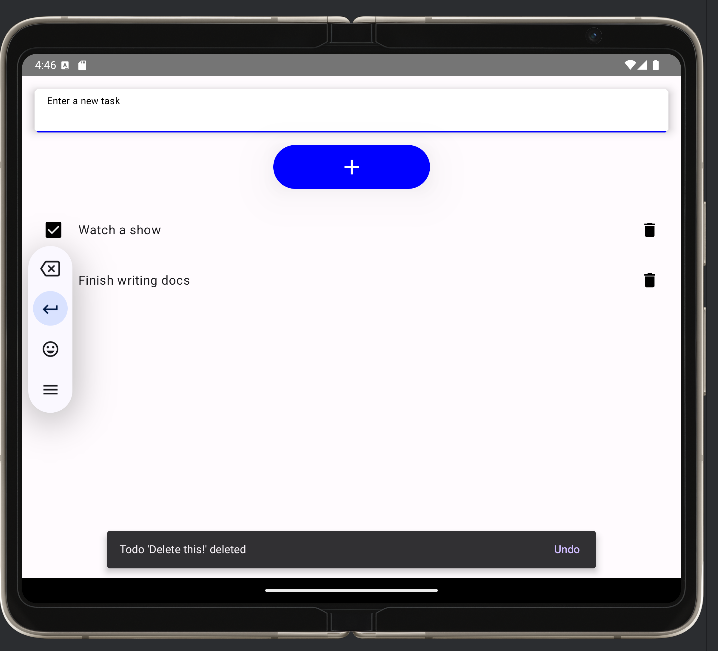 4:46
Enter a new task
Watch a show
Finish writing docs
Todo 'Delete this!' deleted Undo